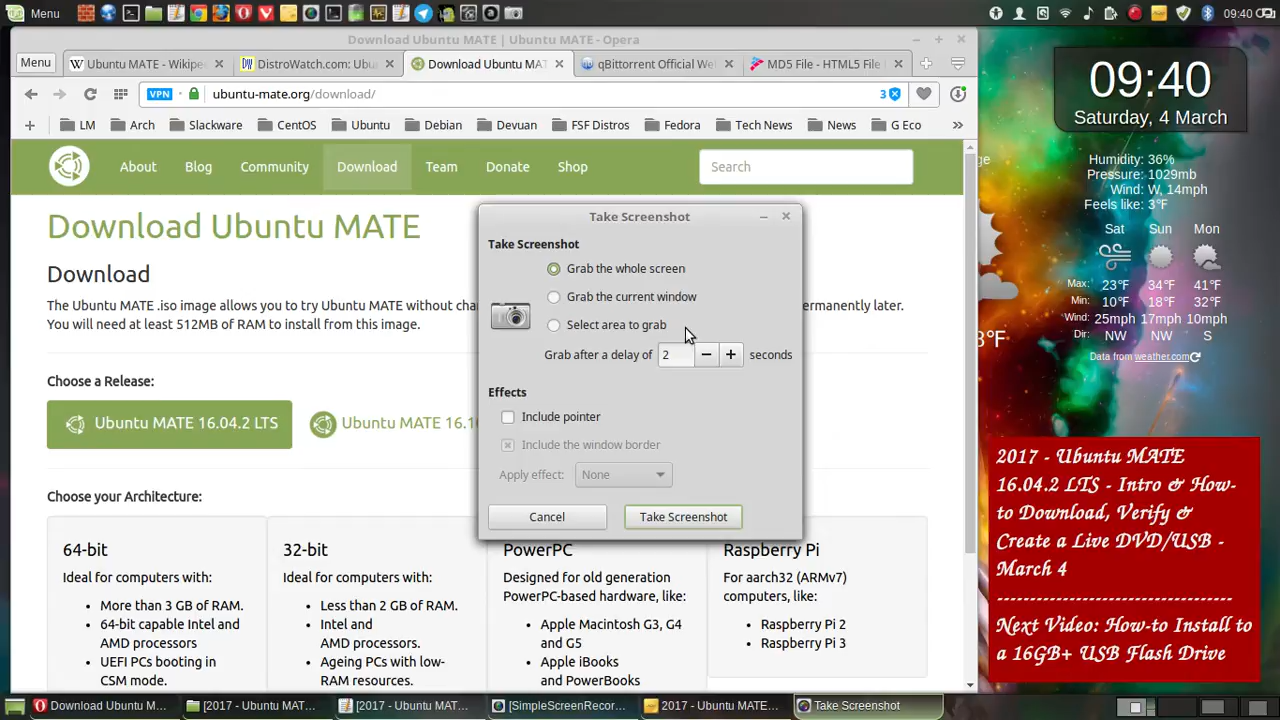 Menu
09:40
Download Ubuntu MATE | Ubuntu MATE - Opera
Menu
Ubuntu MATE - Wikipe
DistroWatch.com: Ubu
Download Ubuntu MAT
qBittorrent Official We
MD5 File - HTML5 File
VPN
ubuntu-mate.org/download/
3
LM
Arch
Slackware
CentOS
Ubuntu
Debian
Devuan
FSF Distros
Fedora
Tech News
News
G Eco
»
About
Blog
Community
Download
Team
Donate
Shop
Search
Download Ubuntu MATE
Download
The Ubuntu MATE .iso image allows you to try Ubuntu MATE without cha
ermanently later.
You will need at least 512MB of RAM to install from this image.
Choose a Release:
Ubuntu MATE 16.04.2 LTS
Ubuntu MATE 16.10
Choose your Architecture:
64-bit
Ideal for computers with:
• More than 3 GB of RAM.
• 64-bit capable Intel and
AMD processors
• UEFI PCs booting in
CSM mode.
32-bit
Ideal for computers with:
• Less than 2 GB of RAM.
• Intel and
AMD processors.
• Ageing PCs with low-
RAM resources.
PowerPC
Designed for old generation
PowerPC-based hardware, like:
• Apple Macintosh G3, G4
and G5
• Apple iBooks
and PowerBooks
Raspberry Pi
For aarch32 (ARMv7)
computers, like:
• Raspberry Pi 2
• Raspberry Pi 3
Take Screenshot
Take Screenshot
Grab the whole screen
Grab the current window
Select area to grab
Grab after a delay of 2 seconds
Effects
Include pointer
Include the window border
Apply effect: None
Cancel
Take Screenshot
09:40
Saturday, 4 March
Humidity: 36%
Pressure: 1029mb
Wind: W, 14mph
Feels like: 3°F
Sat Sun Mon
Max: 23°F 34°F 41°F
Min: 10°F 18°F 32°F
Wind: 25mph 17mph 10mph
Dir: NW NW S
Data from weather.com
3°F
2017 - Ubuntu MATE
16.04.2 LTS - Intro & How-
to Download, Verify &
Create a Live DVD/USB -
March 4
---------------------------------
Next Video: How-to Install to
a 16GB+ USB Flash Drive
Download Ubuntu M...
[2017 - Ubuntu MAT...
[2017 - Ubuntu MAT...
[SimpleScreenRecor...
2017 - Ubuntu MATE...
Take Screenshot